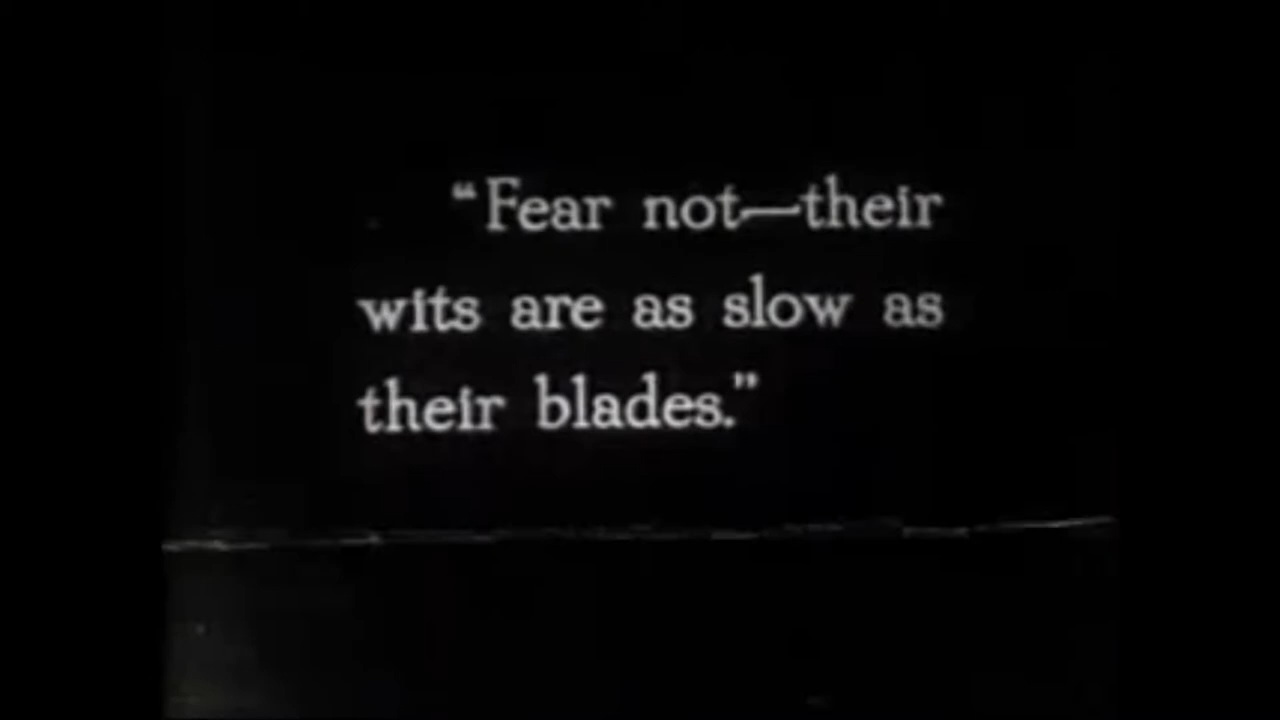 “Fear not—their
wits are as slow as
their blades.”